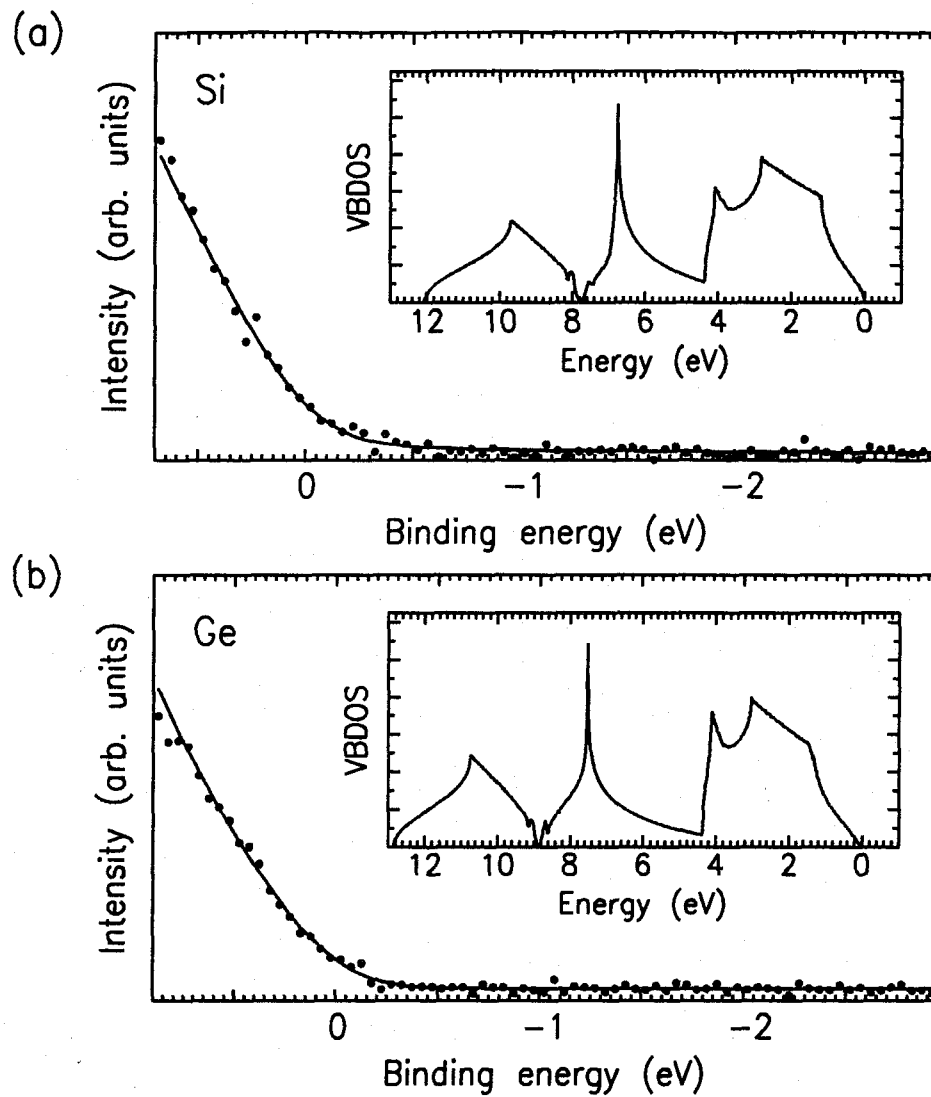 (a)
Si
Intensity (arb. units)
VBDOS
12 10 8 6 4 2 0
Energy (eV)
0 −1 −2
Binding energy (eV)
(b)
Ge
Intensity (arb. units)
VBDOS
12 10 8 6 4 2 0
Energy (eV)
0 −1 −2
Binding energy (eV)